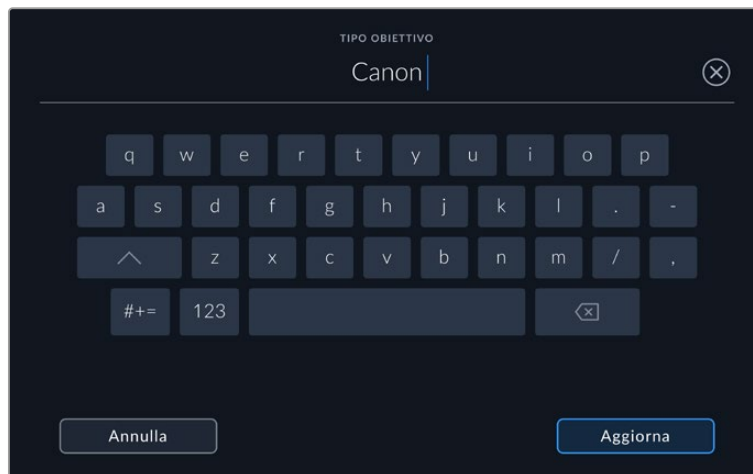 TIPO OBIETTIVO
Canon
q w e r t y u i o p
a s d f g h j k l . -
z x c v b n m / ,
#+= 123
Annulla Aggiorna